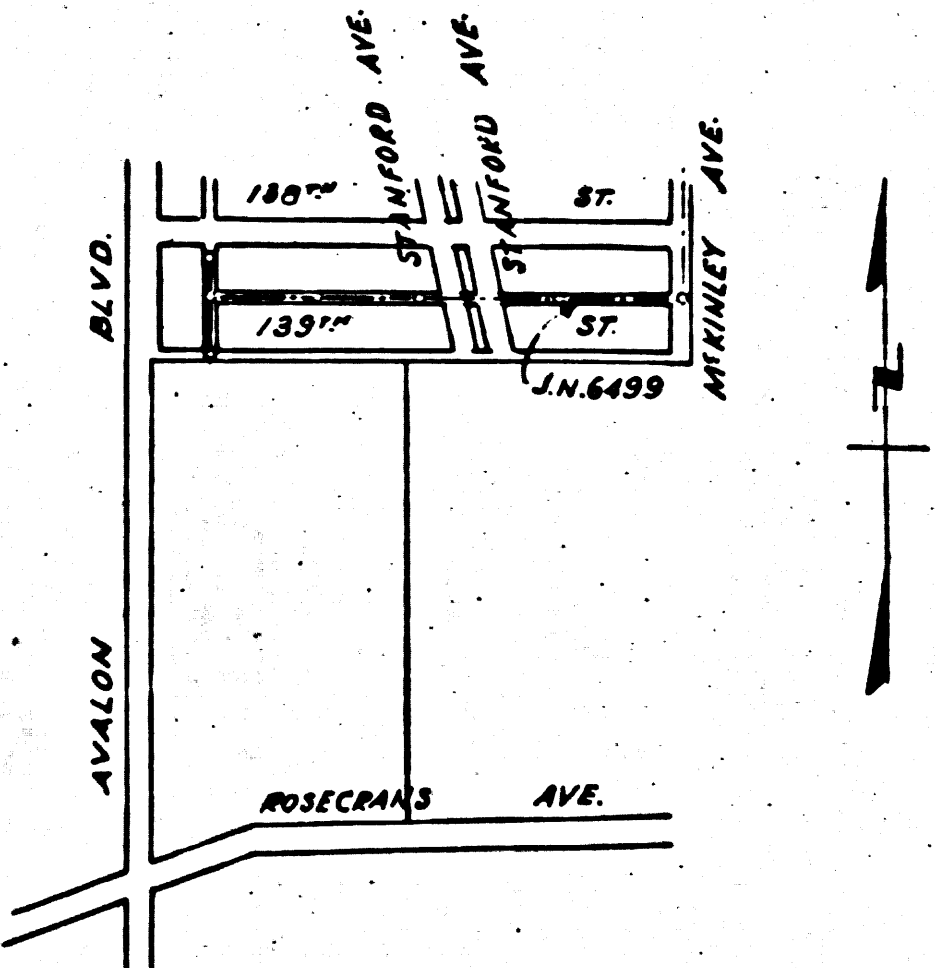 STANFORD AVE.
STANFORD AVE.
138TH ST.
BLVD.
McKINLEY AVE.
139TH ST.
J.N.6499
N
AVALON
ROSECRANS AVE.